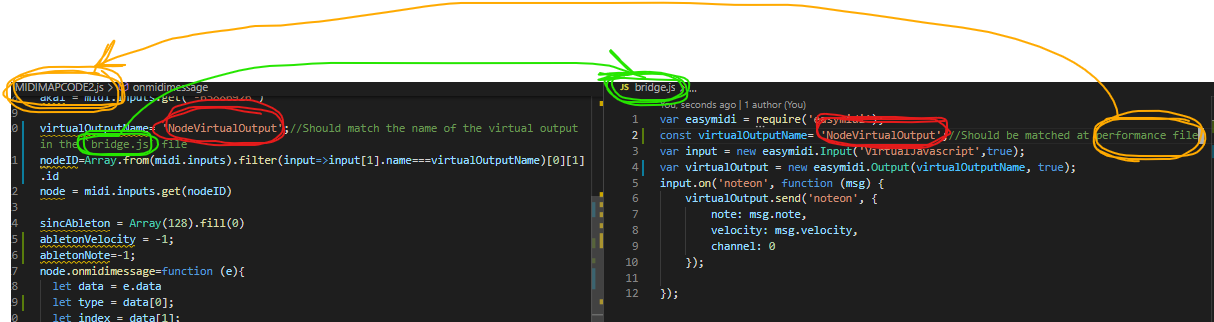 MIDIMAPCODE2.js > onmidimessage
akai = midi.inputs.get("-65886926")
virtualOutputName= 'NodeVirtualOutput';//Should match the name of the virtual output
in the bridge.js file
1 nodeID=Array.from(midi.inputs).filter(input=>input[1].name===virtualOutputName)[0][1]
.id
2 node = midi.inputs.get(nodeID)
3
4 sincAbleton = Array(128).fill(0)
5 abletonVelocity = -1;
6 abletonNote=-1;
7 node.onmidimessage=function (e){
8 let data = e.data
9 let type = data[0];
0 let index = data[1];
JS bridge.js > ...
You, seconds ago | 1 author (You)
1 var easymidi = require('easymidi');
2 const virtualOutputName= 'NodeVirtualOutput';//Should be matched at performance file
3 var input = new easymidi.Input('VirtualJavascript',true);
4 var virtualOutput = new easymidi.Output(virtualOutputName, true);
5 input.on('noteon', function (msg) {
6 virtualOutput.send('noteon', {
7 note: msg.note,
8 velocity: msg.velocity,
9 channel: 0
10 });
11
12 });